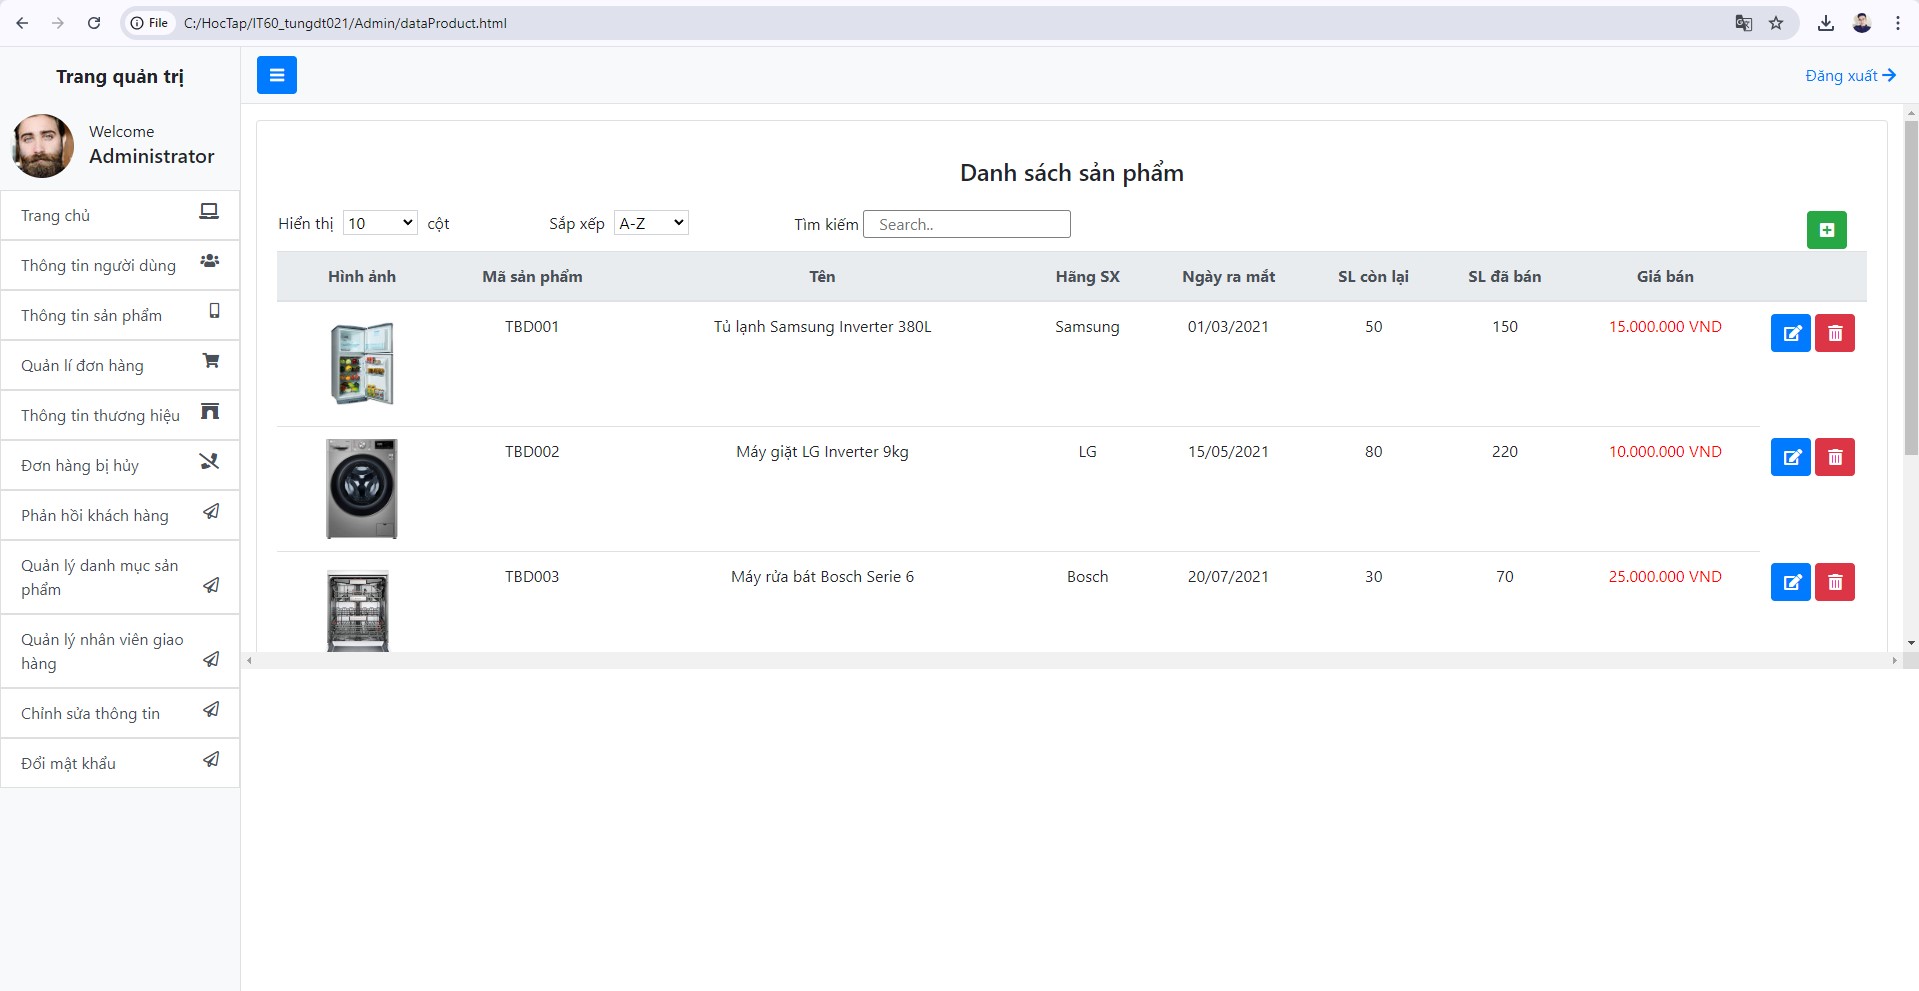 File C:/HocTap/IT60_tungdt021/Admin/dataProduct.html
Trang quản trị
Đăng xuất
Welcome
Administrator
Trang chủ
Thông tin người dùng
Thông tin sản phẩm
Quản lí đơn hàng
Thông tin thương hiệu
Đơn hàng bị hủy
Phản hồi khách hàng
Quản lý danh mục sản
phẩm
Quản lý nhân viên giao
hàng
Chỉnh sửa thông tin
Đổi mật khẩu
Danh sách sản phẩm
Hiển thị 10 cột Sắp xếp A-Z Tìm kiếm Search..
Hình ảnh Mã sản phẩm Tên Hãng SX Ngày ra mắt SL còn lại SL đã bán Giá bán
TBD001 Tủ lạnh Samsung Inverter 380L Samsung 01/03/2021 50 150 15.000.000 VND
TBD002 Máy giặt LG Inverter 9kg LG 15/05/2021 80 220 10.000.000 VND
TBD003 Máy rửa bát Bosch Serie 6 Bosch 20/07/2021 30 70 25.000.000 VND